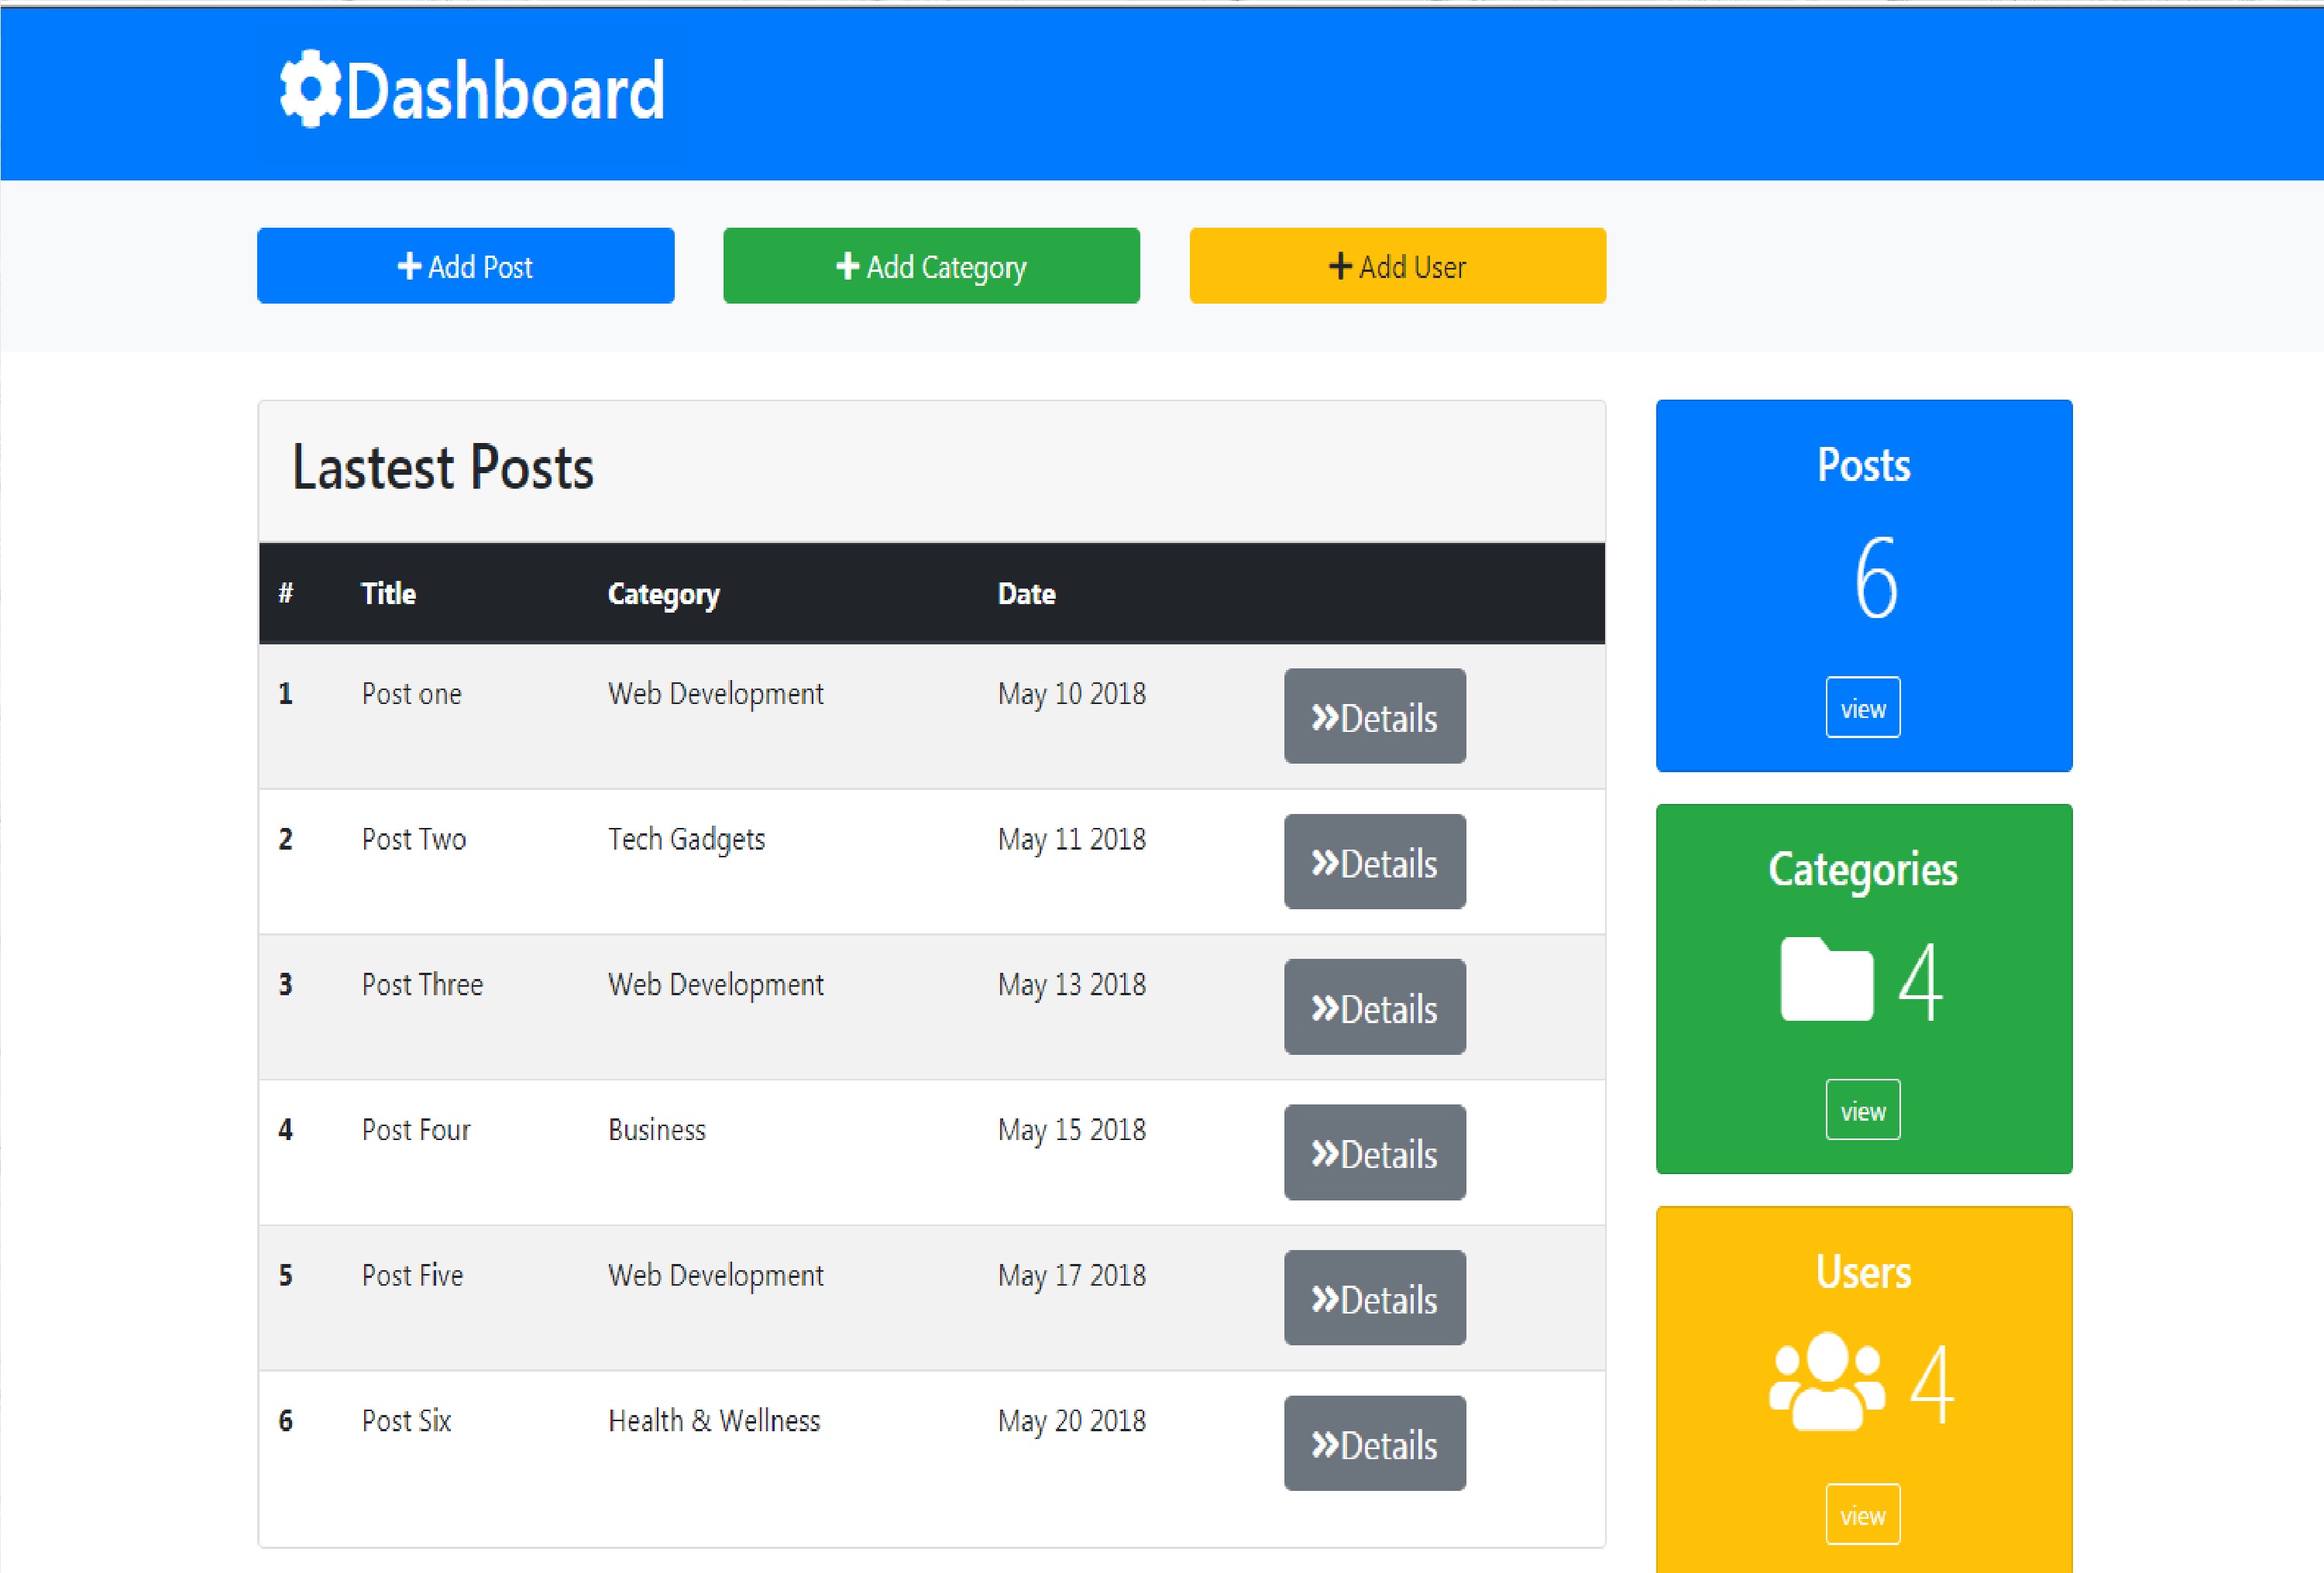 Dashboard
Add Post
Add Category
Add User
Lastest Posts
# Title Category Date
1 Post one Web Development May 10 2018 Details
2 Post Two Tech Gadgets May 11 2018 Details
3 Post Three Web Development May 13 2018 Details
4 Post Four Business May 15 2018 Details
5 Post Five Web Development May 17 2018 Details
6 Post Six Health & Wellness May 20 2018 Details
Posts
6
view
Categories
4
view
Users
4
view